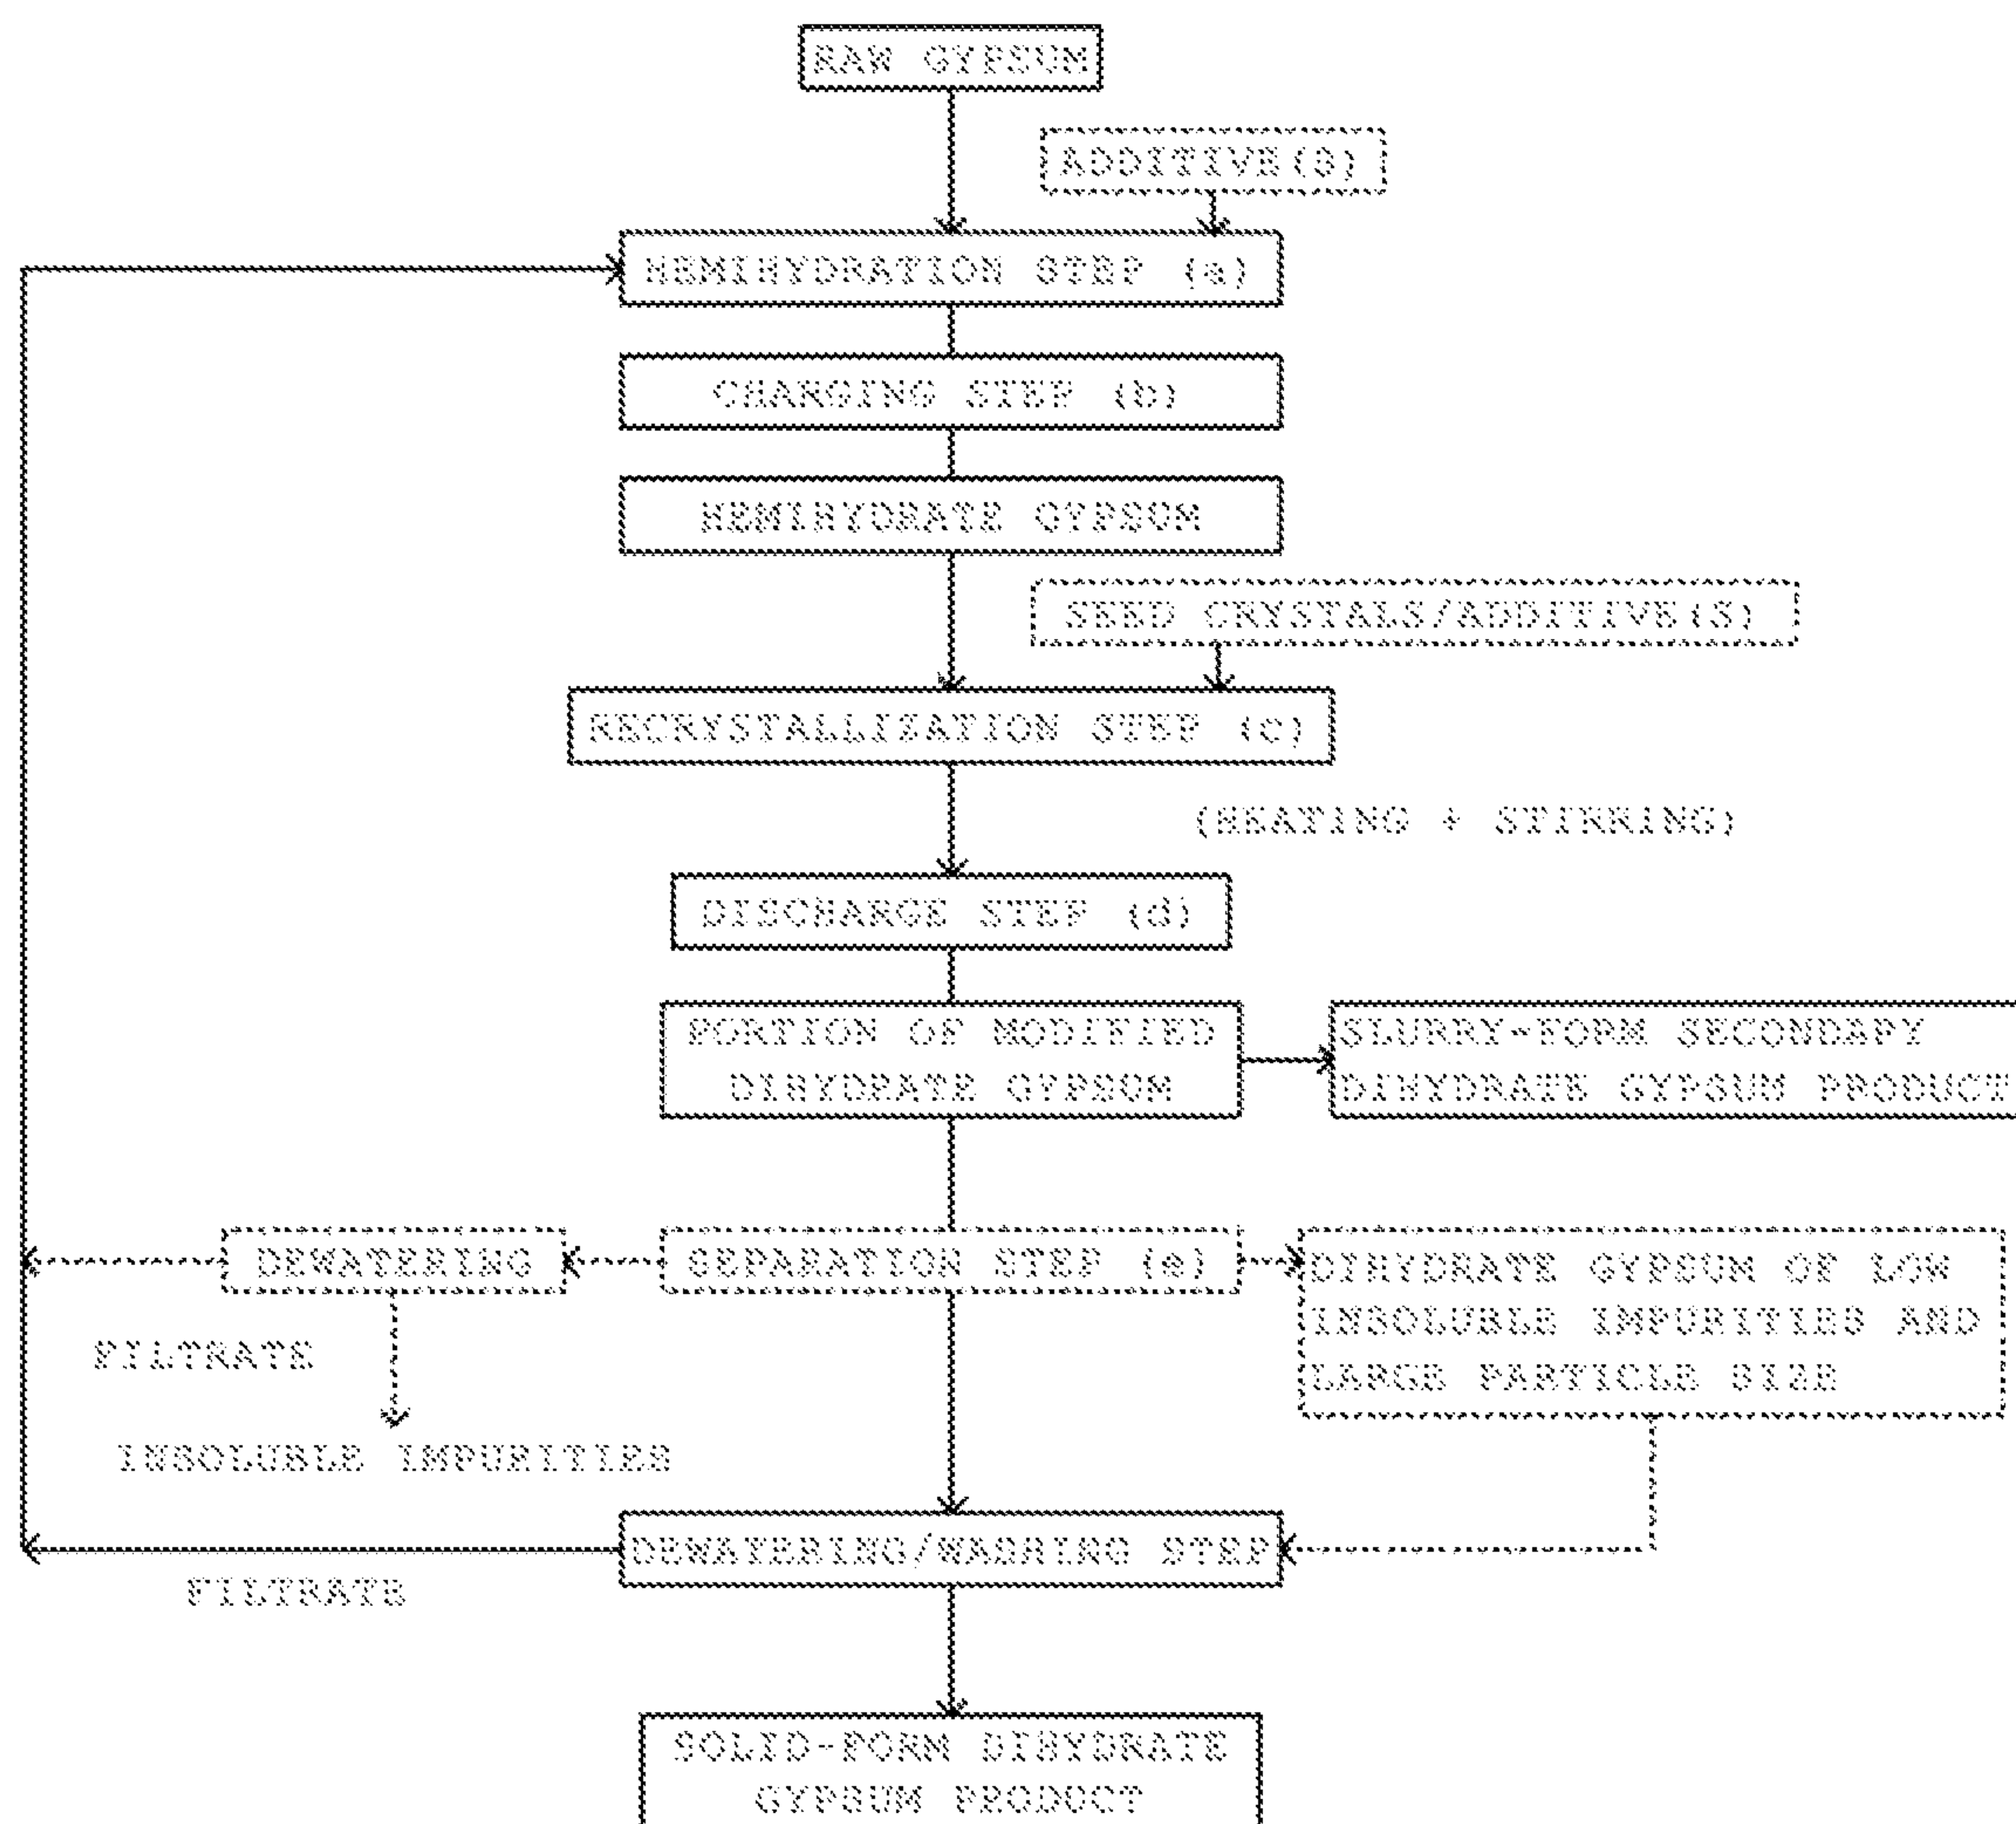 RAW GYPSUM
ADDITIVE(S)
HEMIHYDRATION STEP (a)
CHANGING STEP (b)
HEMIHYDRATE GYPSUM
SEED CRYSTALS/ADDITIVE(S)
RECRYSTALLIZATION STEP (c)
(HEATING + STIRRING)
DISCHARGE STEP (d)
PORTION OF MODIFIED
DIHYDRATE GYPSUM
SLURRY-FORM SECONDARY
DIHYDRATE GYPSUM PRODUCT
DEWATERING
SEPARATION STEP (e)
DIHYDRATE GYPSUM OF LOW
INSOLUBLE IMPURITIES AND
LARGE PARTICLE SIZE
FILTRATE
INSOLUBLE IMPURITIES
DEWATERING/WASHING STEP
FILTRATE
SOLID-FORM DIHYDRATE
GYPSUM PRODUCT